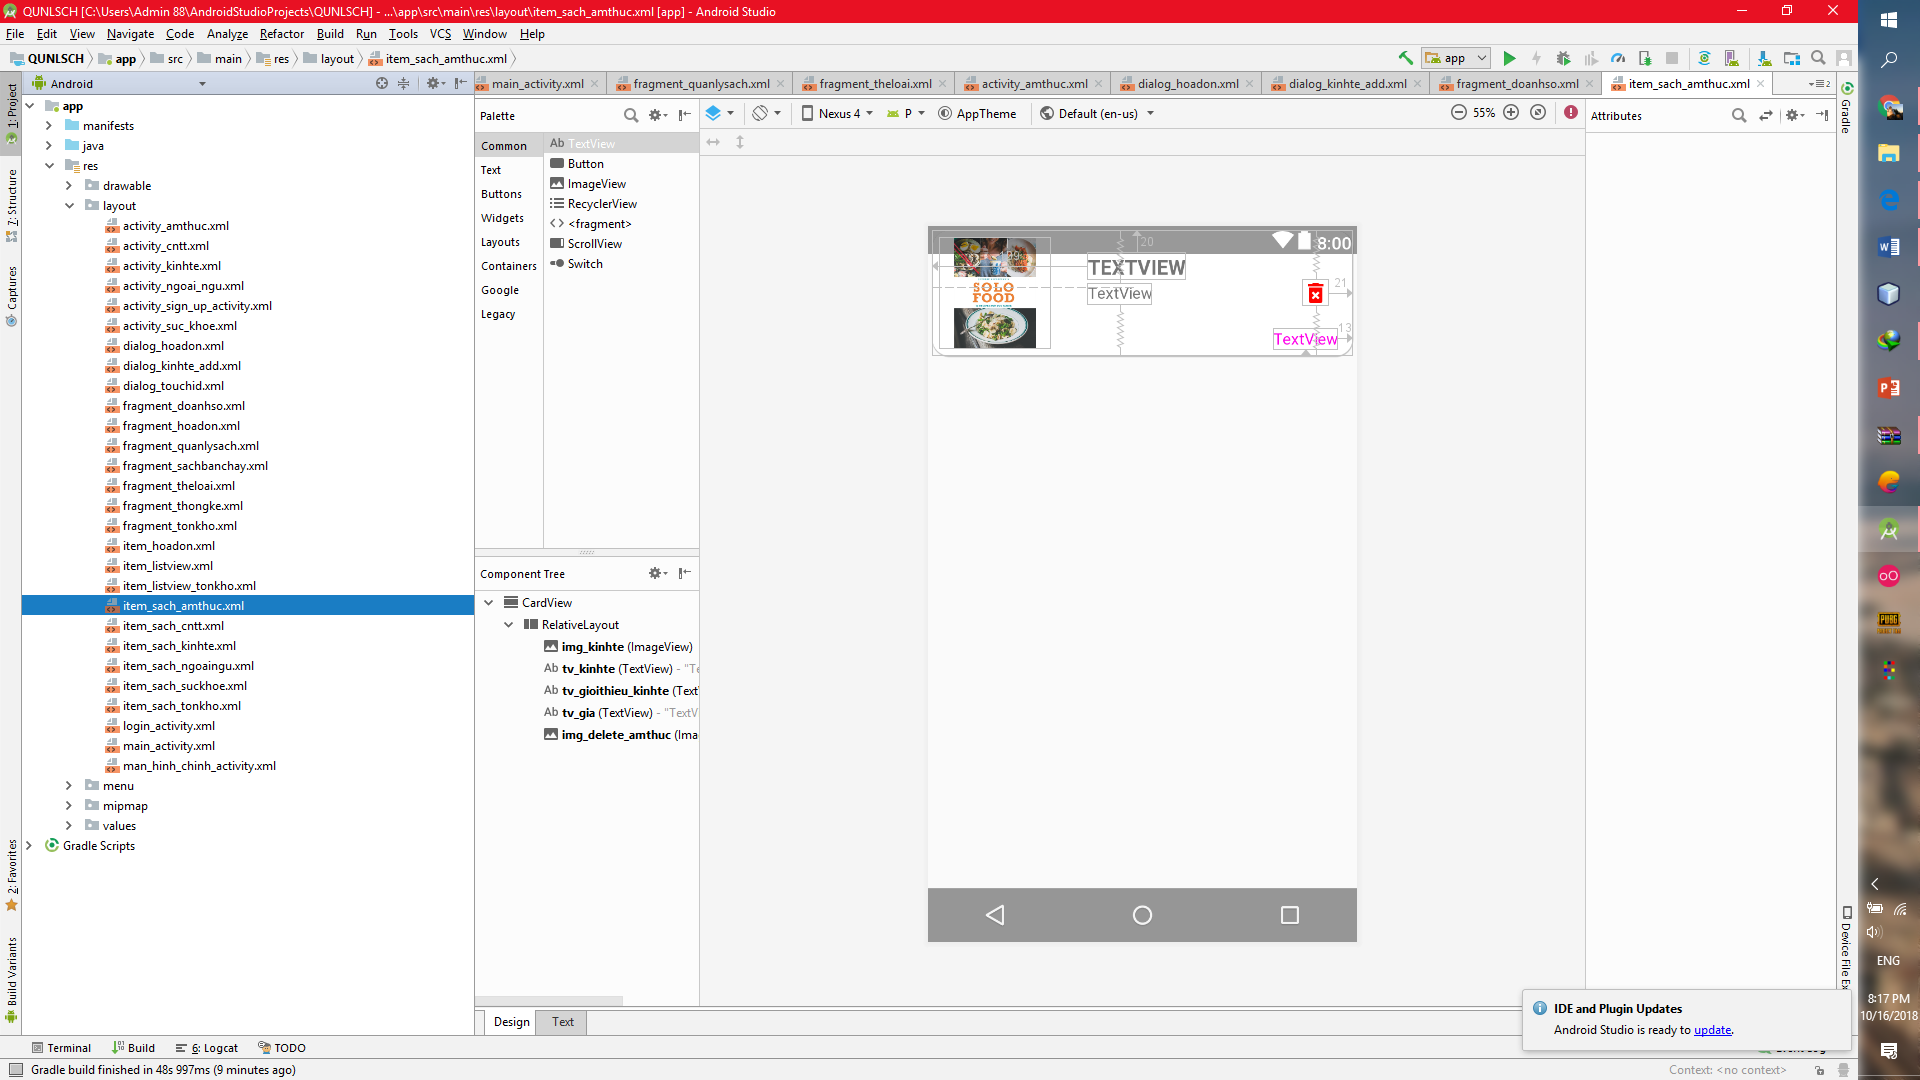 QUNLSCH [C:\Users\Admin 88\AndroidStudioProjects\QUNLSCH] - ...\app\src\main\res\layout\item_sach_amthuc.xml [app] - Android Studio
File Edit View Navigate Code Analyze Refactor Build Run Tools VCS Window Help
QUNLSCH app src main res layout item_sach_amthuc.xml
app
Android
main_activity.xml fragment_quanlysach.xml fragment_theloai.xml activity_amthuc.xml dialog_hoadon.xml dialog_kinhte_add.xml fragment_doanhso.xml item_sach_amthuc.xml
1: Project
7: Structure
Captures
2: Favorites
Build Variants
app
manifests
java
res
drawable
layout
activity_amthuc.xml
activity_cntt.xml
activity_kinhte.xml
activity_ngoai_ngu.xml
activity_sign_up_activity.xml
activity_suc_khoe.xml
dialog_hoadon.xml
dialog_kinhte_add.xml
dialog_touchid.xml
fragment_doanhso.xml
fragment_hoadon.xml
fragment_quanlysach.xml
fragment_sachbanchay.xml
fragment_theloai.xml
fragment_thongke.xml
fragment_tonkho.xml
item_hoadon.xml
item_listview.xml
item_listview_tonkho.xml
item_sach_amthuc.xml
item_sach_cntt.xml
item_sach_kinhte.xml
item_sach_ngoaingu.xml
item_sach_suckhoe.xml
item_sach_tonkho.xml
login_activity.xml
main_activity.xml
man_hinh_chinh_activity.xml
menu
mipmap
values
Gradle Scripts
Palette
Common
Text
Buttons
Widgets
Layouts
Containers
Google
Legacy
Ab TextView
Button
ImageView
RecyclerView
<fragment>
ScrollView
Switch
Component Tree
CardView
RelativeLayout
img_kinhte (ImageView)
Ab tv_kinhte (TextView) - "Te
Ab tv_gioithieu_kinhte (Text
Ab tv_gia (TextView) - "TextV
img_delete_amthuc (Ima
Nexus 4 P AppTheme Default (en-us) 55%
20
8:00
TEXTVIEW
SOLO
FOOD
TextView
21
13
TextView
Design Text
Attributes
Gradle
Device File Ex
IDE and Plugin Updates
Android Studio is ready to update.
Terminal Build 6: Logcat TODO
Gradle build finished in 48s 997ms (9 minutes ago)
Context: <no context>
ENG
8:17 PM
10/16/2018